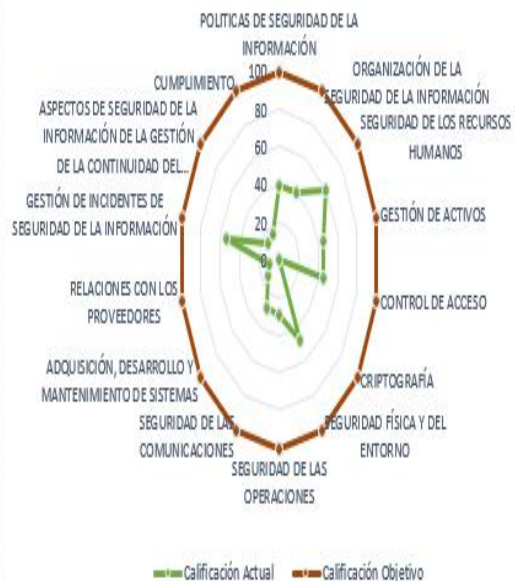 POLITICAS DE SEGURIDAD DE LA
INFORMACIÓN
ORGANIZACIÓN DE LA
SEGURIDAD DE LA INFORMACIÓN
SEGURIDAD DE LOS RECURSOS
HUMANOS
GESTIÓN DE ACTIVOS
CONTROL DE ACCESO
CRIPTOGRAFÍA
SEGURIDAD FÍSICA Y DEL
ENTORNO
SEGURIDAD DE LAS
OPERACIONES
SEGURIDAD DE LAS
COMUNICACIONES
ADQUISICIÓN, DESARROLLO Y
MANTENIMIENTO DE SISTEMAS
RELACIONES CON LOS
PROVEEDORES
GESTIÓN DE INCIDENTES DE
SEGURIDAD DE LA INFORMACIÓN
ASPECTOS DE SEGURIDAD DE LA
INFORMACIÓN DE LA GESTIÓN
DE LA CONTINUIDAD DEL...
CUMPLIMIENTO
100
80
60
40
20
0
Calificación Actual
Calificación Objetivo